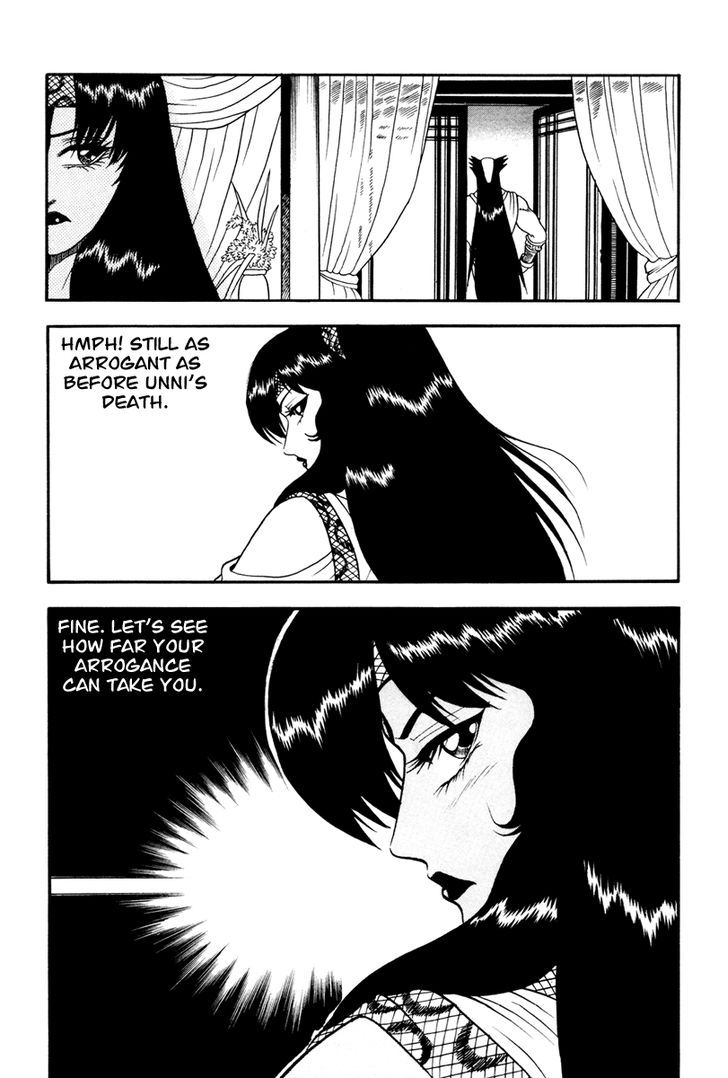 HMPH! STILL AS
ARROGANT AS
BEFORE UNNI'S
DEATH.
FINE. LET'S SEE
HOW FAR YOUR
ARROGANCE
CAN TAKE YOU.